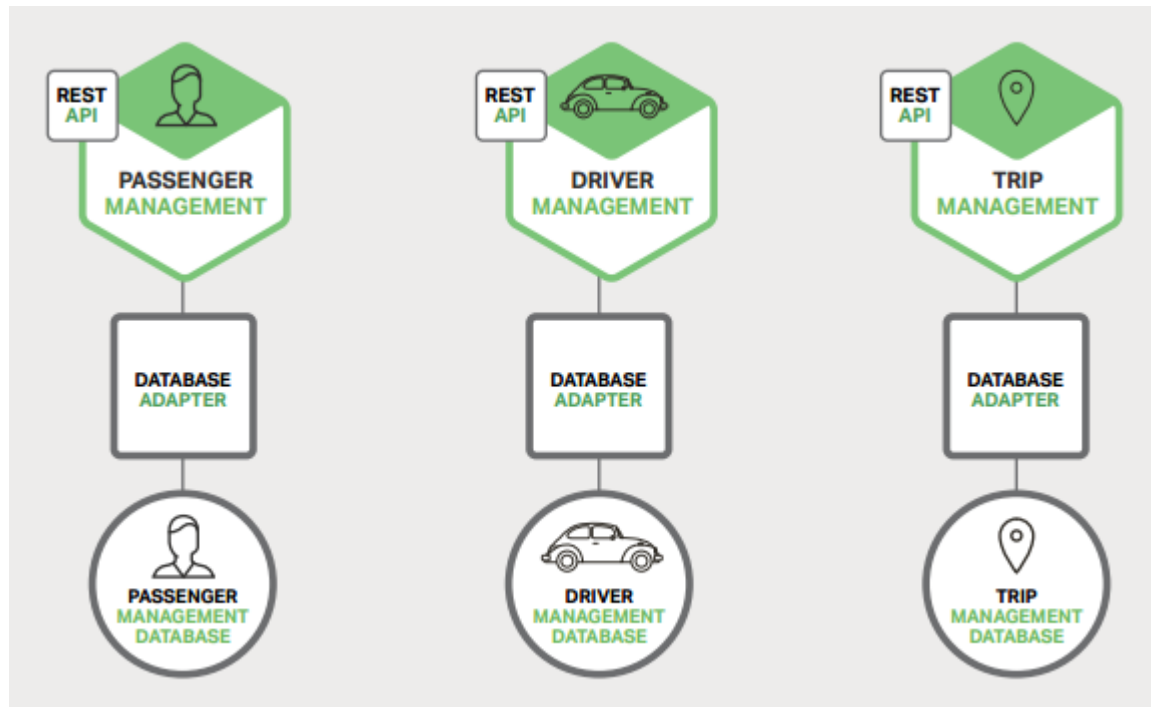 REST
API
PASSENGER
MANAGEMENT
DATABASE
ADAPTER
PASSENGER
MANAGEMENT
DATABASE
REST
API
DRIVER
MANAGEMENT
DATABASE
ADAPTER
DRIVER
MANAGEMENT
DATABASE
REST
API
TRIP
MANAGEMENT
DATABASE
ADAPTER
TRIP
MANAGEMENT
DATABASE